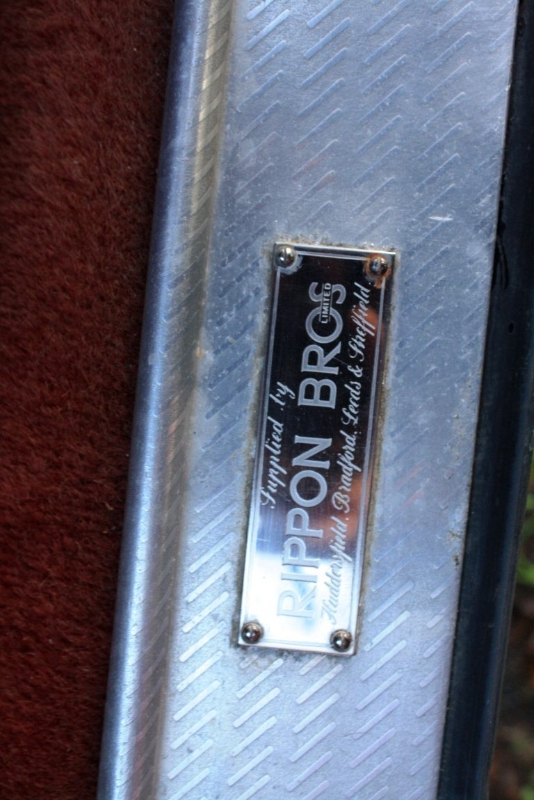 Supplied by
RIPPON BROS LIMITED
Huddersfield, Bradford, Leeds & Sheffield.